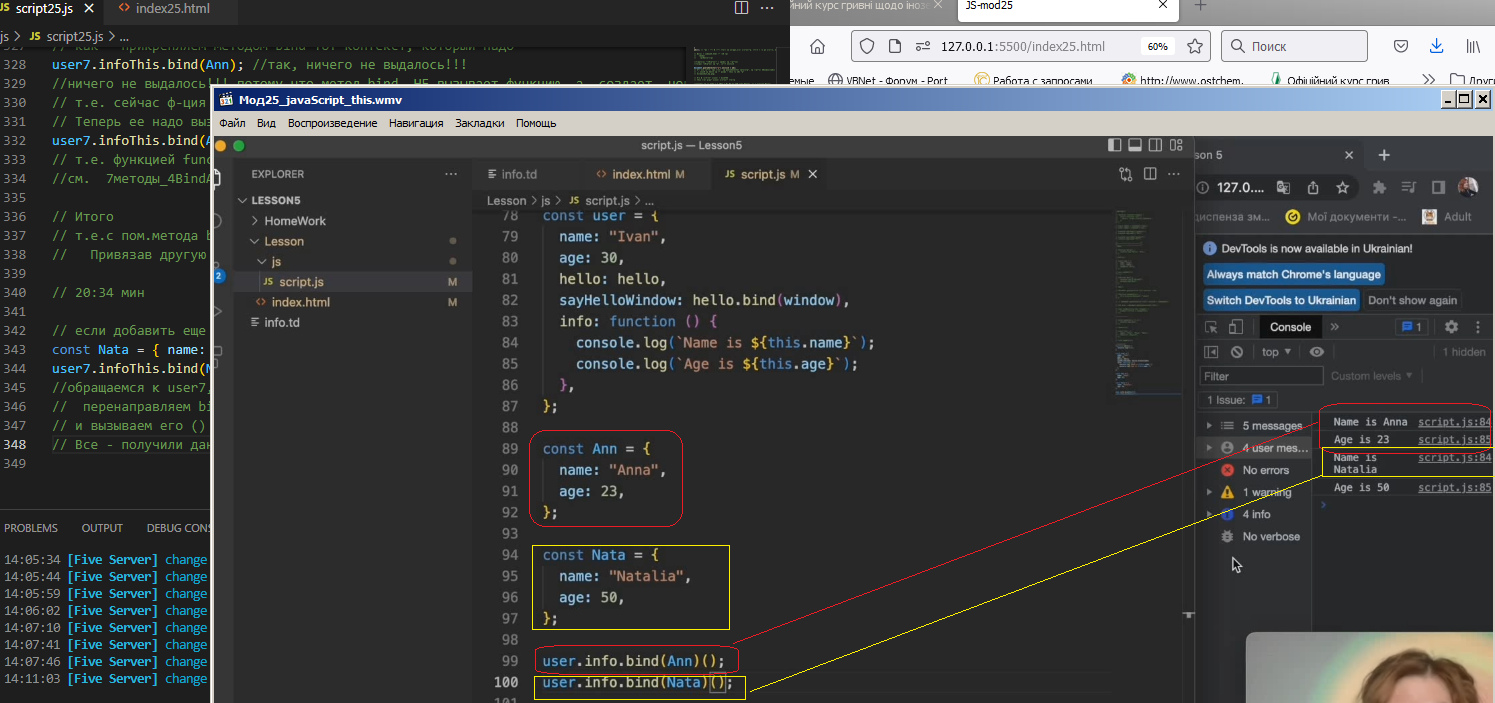 JS script25.js ✕ <> index25.html ···
js > JS script25.js > ...
327 // как прикрепляем методом bind тот контекст, который надо
328 user7.infoThis.bind(Ann); //так, ничего не выдалось!!!
329 //ничего не выдалось!!! потому что метод bind НЕ вызывает функцию, а создает
330 // т.е. сейчас ф-ция
331 // Теперь ее надо выз
332 user7.infoThis.bind(A
333 // т.е. функцией func
334 //см. 7методы_4BindA
335
336 // Итого
337 // т.е.с пом.метода b
338 // Привязав другую
339
340 // 20:34 мин
341
342 // если добавить еще
343 const Nata = { name:
344 user7.infoThis.bind(N
345 //обращаемся к user7,
346 // перенаправляем bi
347 // и вызываем его ()
348 // Все - получили дан
349
PROBLEMS OUTPUT DEBUG CONS
14:05:34 [Five Server] change
14:05:44 [Five Server] change
14:05:59 [Five Server] change
14:06:02 [Five Server] change
14:07:10 [Five Server] change
14:07:41 [Five Server] change
14:07:46 [Five Server] change
14:11:03 [Five Server] change
ний курс гривні щодо інозе ✕
JS-mod25 ✕ +
127.0.0.1:5500/index25.html 60% Поиск
емые VBNet - Форум - Port Работа с запросами http://www.ostchem. Офіційний курс грив >> Други
Мод25_javaScript_this.wmv
Файл Вид Воспроизведение Навигация Закладки Помощь
script.js — Lesson5
EXPLORER ···
LESSON5
HomeWork
Lesson
js
JS script.js M
<> index.html M
info.td
2
info.td <> index.html M JS script.js M ✕
Lesson > js > JS script.js > ...
78 const user = {
79 name: "Ivan",
80 age: 30,
81 hello: hello,
82 sayHelloWindow: hello.bind(window),
83 info: function () {
84 console.log(`Name is ${this.name}`);
85 console.log(`Age is ${this.age}`);
86 },
87 };
88
89 const Ann = {
90 name: "Anna",
91 age: 23,
92 };
93
94 const Nata = {
95 name: "Natalia",
96 age: 50,
97 };
98
99 user.info.bind(Ann)();
100 user.info.bind(Nata)();
101
son 5 ✕ +
127.0....
диспенза зм... Мої документи -... Adult
DevTools is now available in Ukrainian!
Always match Chrome's language
Switch DevTools to Ukrainian Don't show again
Console >> 1
top 1 hidden
Filter Custom levels
1 Issue: 1
5 messages
4 user mes...
No errors
1 warning
4 info
No verbose
Name is Anna script.js:84
Age is 23 script.js:85
Name is script.js:84
Natalia
Age is 50 script.js:85